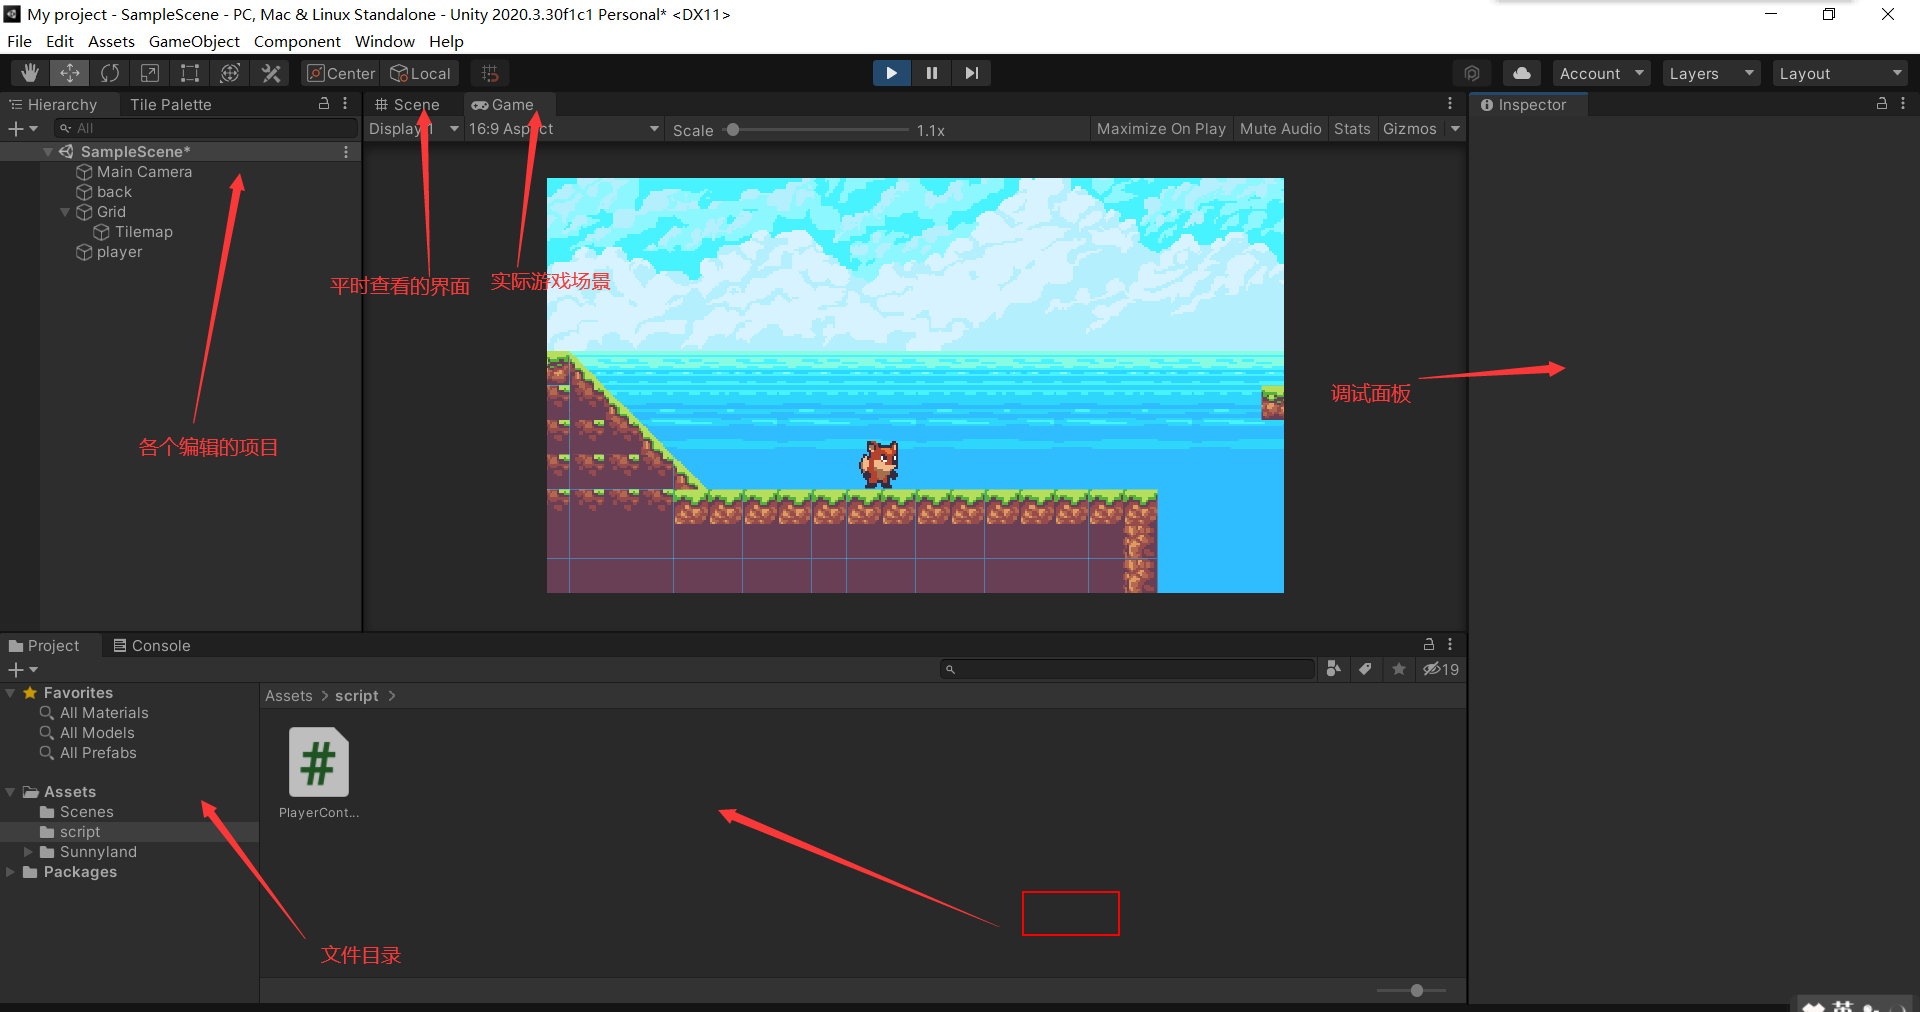 My project - SampleScene - PC, Mac & Linux Standalone - Unity 2020.3.30f1c1 Personal* <DX11>
File Edit Assets GameObject Component Window Help
Center Local
Account Layers Layout
Hierarchy Tile Palette
All
SampleScene*
Main Camera
back
Grid
Tilemap
player
各个编辑的项目
Scene Game
Display 1 16:9 Aspect Scale 1.1x Maximize On Play Mute Audio Stats Gizmos
平时查看的界面
实际游戏场景
Inspector
调试面板
Project Console
19
Favorites
All Materials
All Models
All Prefabs
Assets
Scenes
script
Sunnyland
Packages
文件目录
Assets > script >
PlayerCont...
英